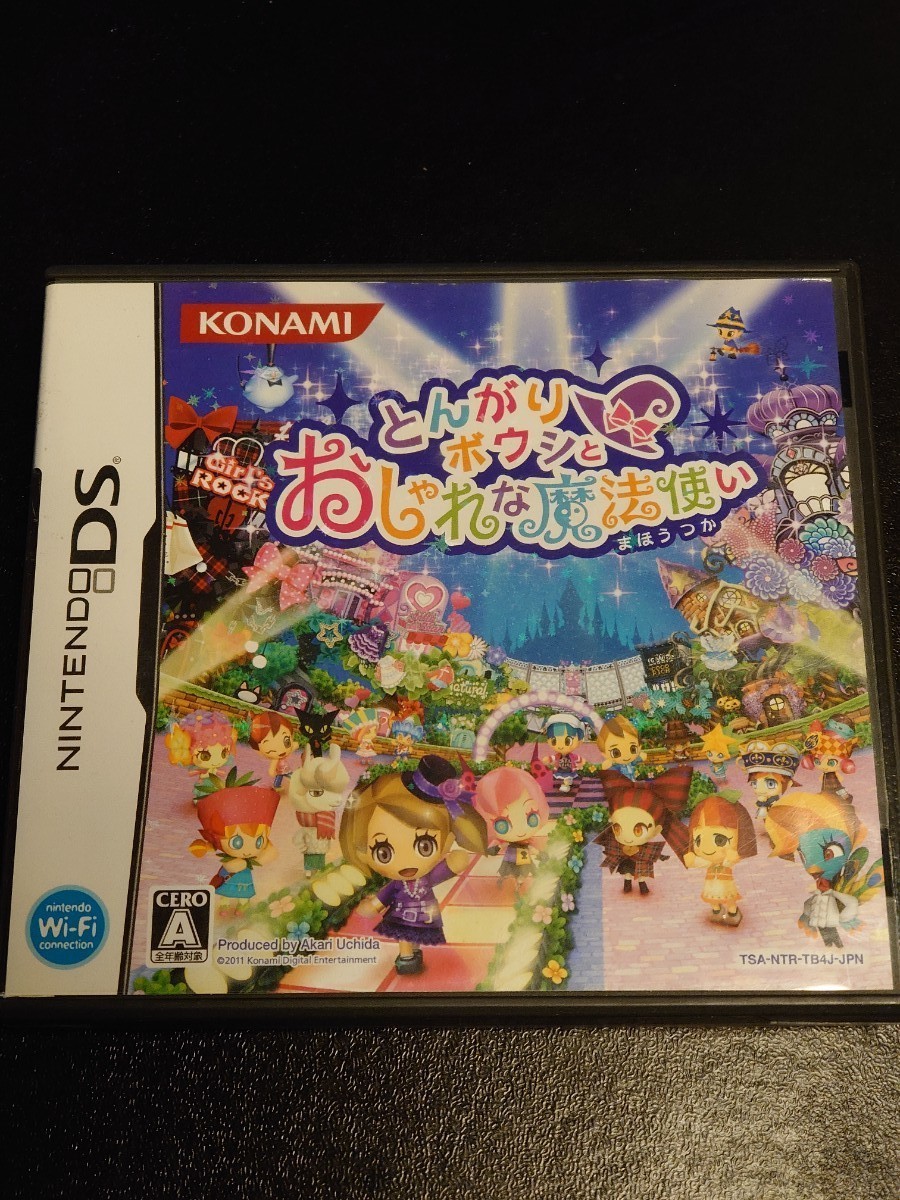 KONAMI
とんがり
ボウシと
おしゃれな魔法使い
まほうつか
Girl's
ROCK
natural
NINTENDO DS®
nintendo
Wi-Fi
connection
CERO
A
全年齢対象
Produced by Akari Uchida
©2011 Konami Digital Entertainment
TSA-NTR-TB4J-JPN